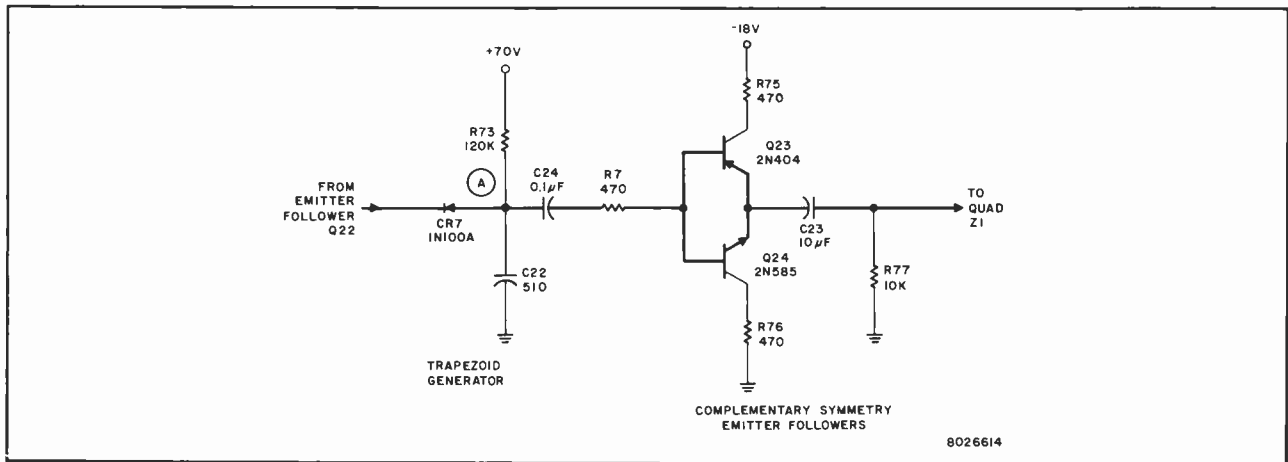 +70V
-18V
R73
120K
R75
470
Q23
2N404
A
C24
0.1µF
R7
470
FROM
EMITTER
FOLLOWER
Q22
CR7
1N100A
C22
510
TRAPEZOID
GENERATOR
C23
10µF
TO
QUAD
Z1
Q24
2N585
R77
10K
R76
470
COMPLEMENTARY SYMMETRY
EMITTER FOLLOWERS
8026614